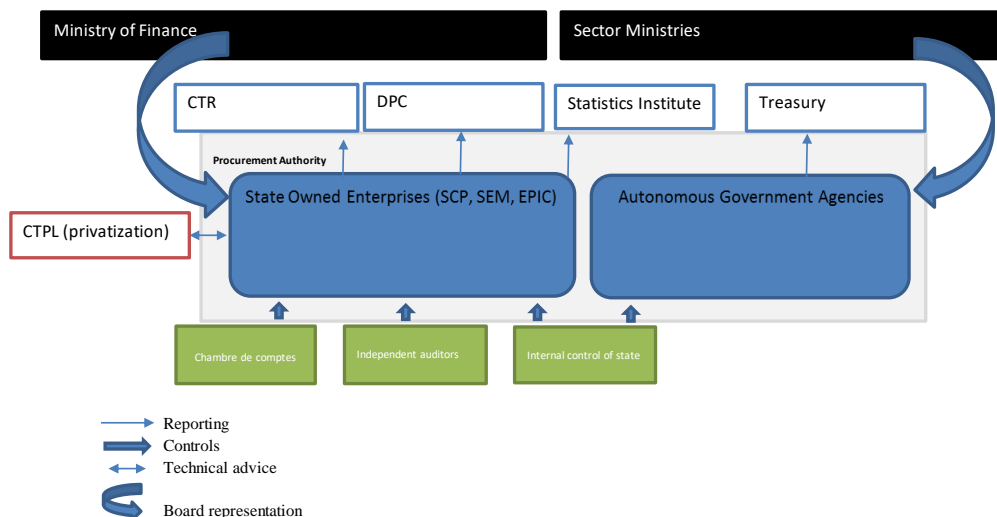 Ministry of Finance
Sector Ministries
CTR
DPC
Statistics Institute
Treasury
Procurement Authority
State Owned Enterprises (SCP, SEM, EPIC)
Autonomous Government Agencies
CTPL (privatization)
Chambre de comptes
Independent auditors
Internal control of state
Reporting
Controls
Technical advice
Board representation